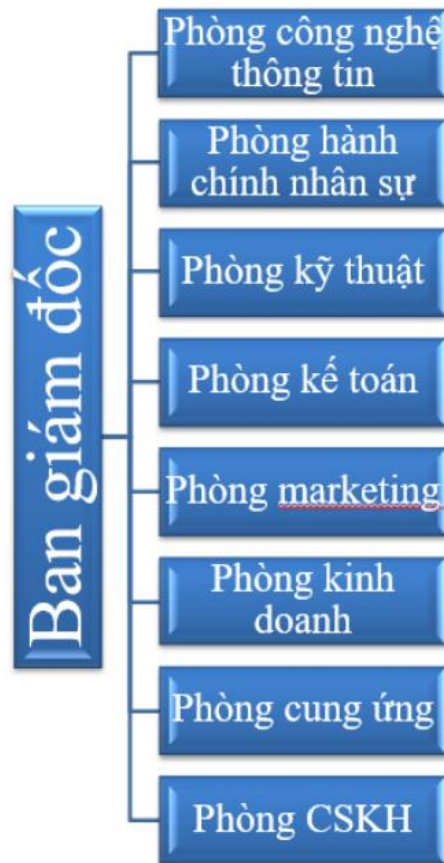 Ban giám đốc
Phòng công nghệ
thông tin
Phòng hành
chính nhân sự
Phòng kỹ thuật
Phòng kế toán
Phòng marketing
Phòng kinh
doanh
Phòng cung ứng
Phòng CSKH